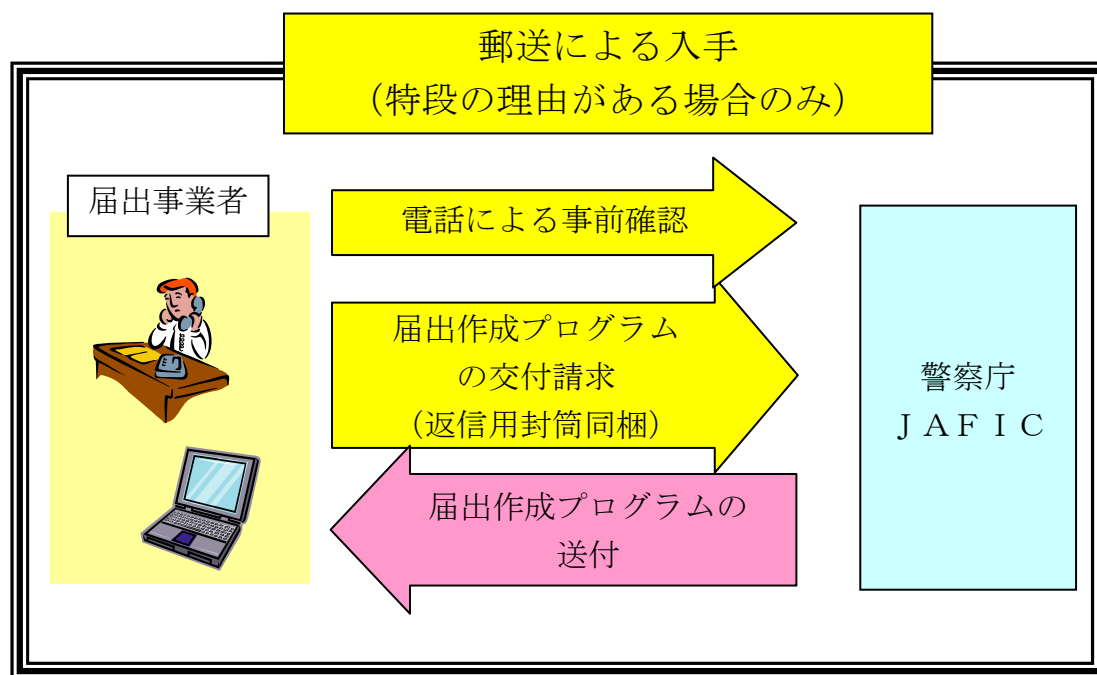 郵送による入手
（特段の理由がある場合のみ）
届出事業者
電話による事前確認
届出作成プログラム
の交付請求
（返信用封筒同梱）
届出作成プログラムの
送付
警察庁
ＪＡＦＩＣ